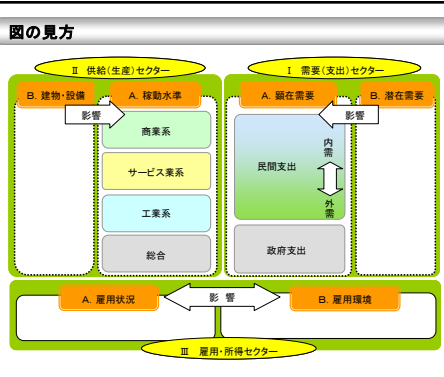 図の見方
Ⅱ 供給(生産)セクター
Ⅰ 需要(支出)セクター
B. 建物・設備
A. 稼動水準
A. 顕在需要
B. 潜在需要
影響
影響
商業系
サービス業系
工業系
総合
民間支出
内需
外需
政府支出
A. 雇用状況
影 響
B. 雇用環境
Ⅲ 雇用・所得セクター